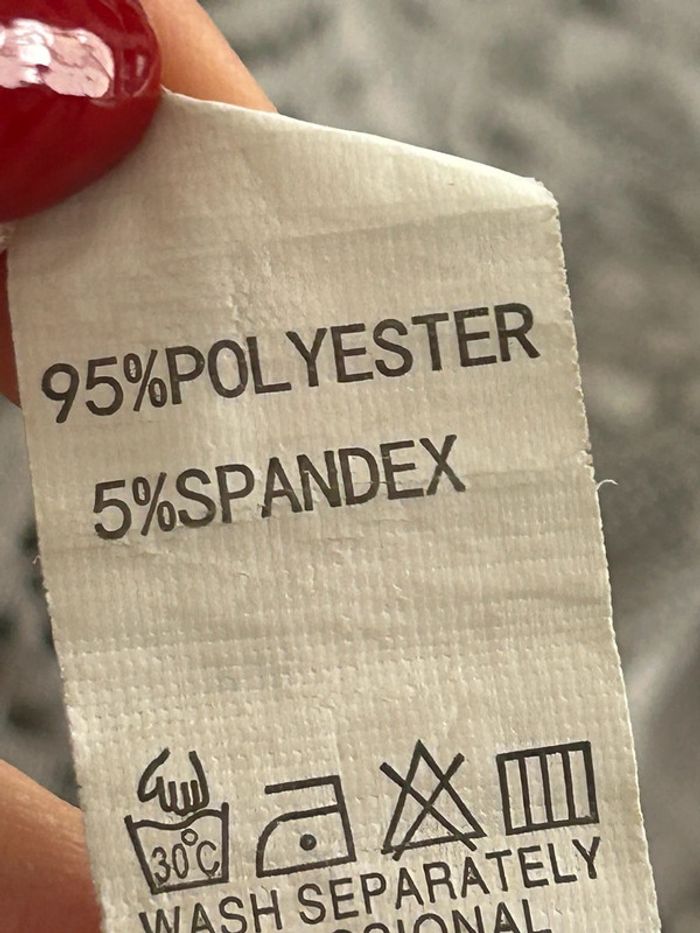 95%POLYESTER
5%SPANDEX
30°C
WASH SEPARATELY